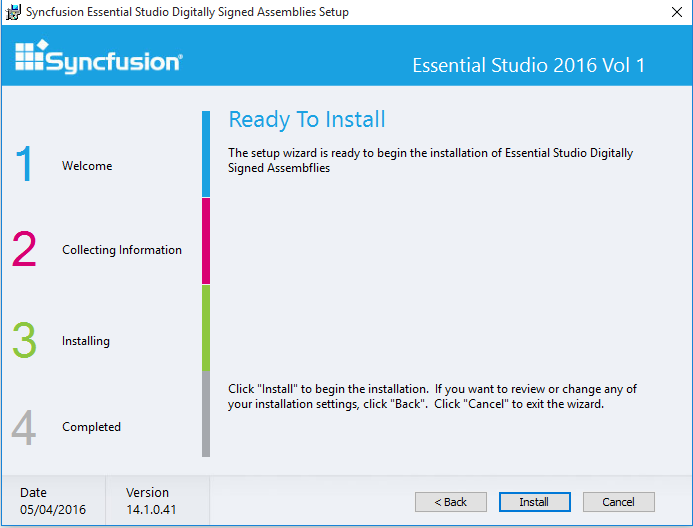 Syncfusion Essential Studio Digitally Signed Assemblies Setup
Syncfusion®
Essential Studio 2016 Vol 1
1 Welcome
2 Collecting Information
3 Installing
4 Completed
Ready To Install
The setup wizard is ready to begin the installation of Essential Studio Digitally
Signed Assembflies
Click "Install" to begin the installation. If you want to review or change any of
your installation settings, click "Back". Click "Cancel" to exit the wizard.
Date
05/04/2016
Version
14.1.0.41
< Back
Install
Cancel